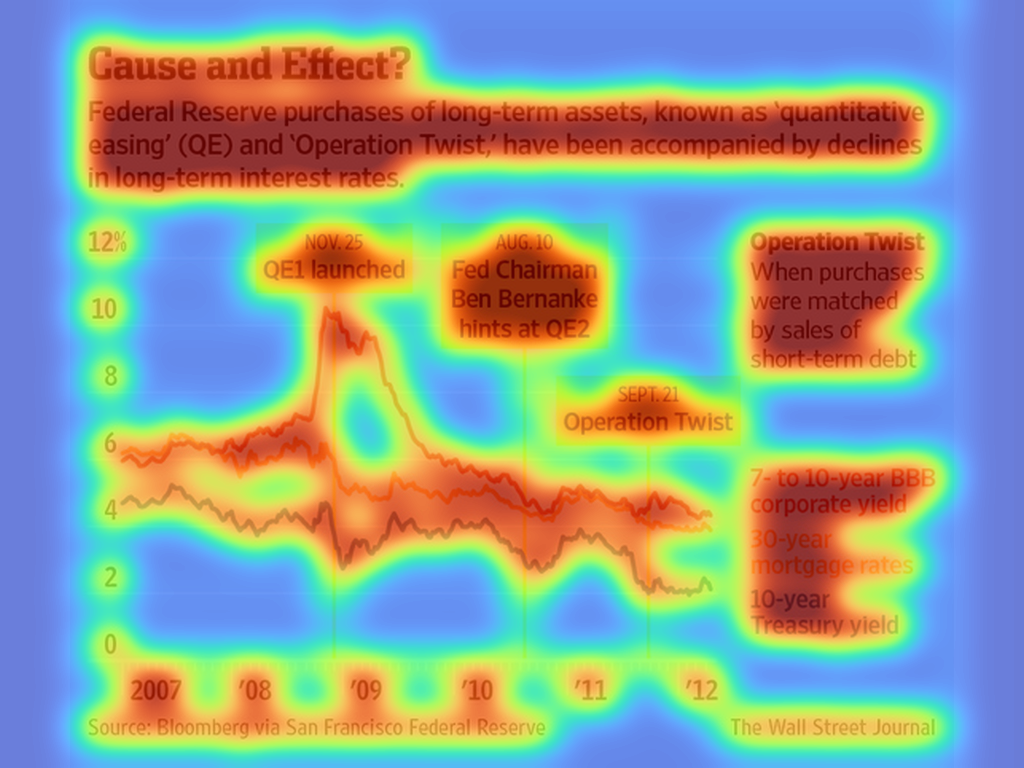 Cause and Effect?
Federal Reserve purchases of long-term assets, known as ‘quantitative
easing’ (QE) and ‘Operation Twist,’ have been accompanied by declines
in long-term interest rates.
12%
10
8
6
4
2
0
NOV. 25
QE1 launched
AUG. 10
Fed Chairman
Ben Bernanke
hints at QE2
SEPT. 21
Operation Twist
Operation Twist
When purchases
were matched
by sales of
short-term debt
7- to 10-year BBB
corporate yield
30-year
mortgage rates
10-year
Treasury yield
2007 ’08 ’09 ’10 ’11 ’12
Source: Bloomberg via San Francisco Federal Reserve
The Wall Street Journal